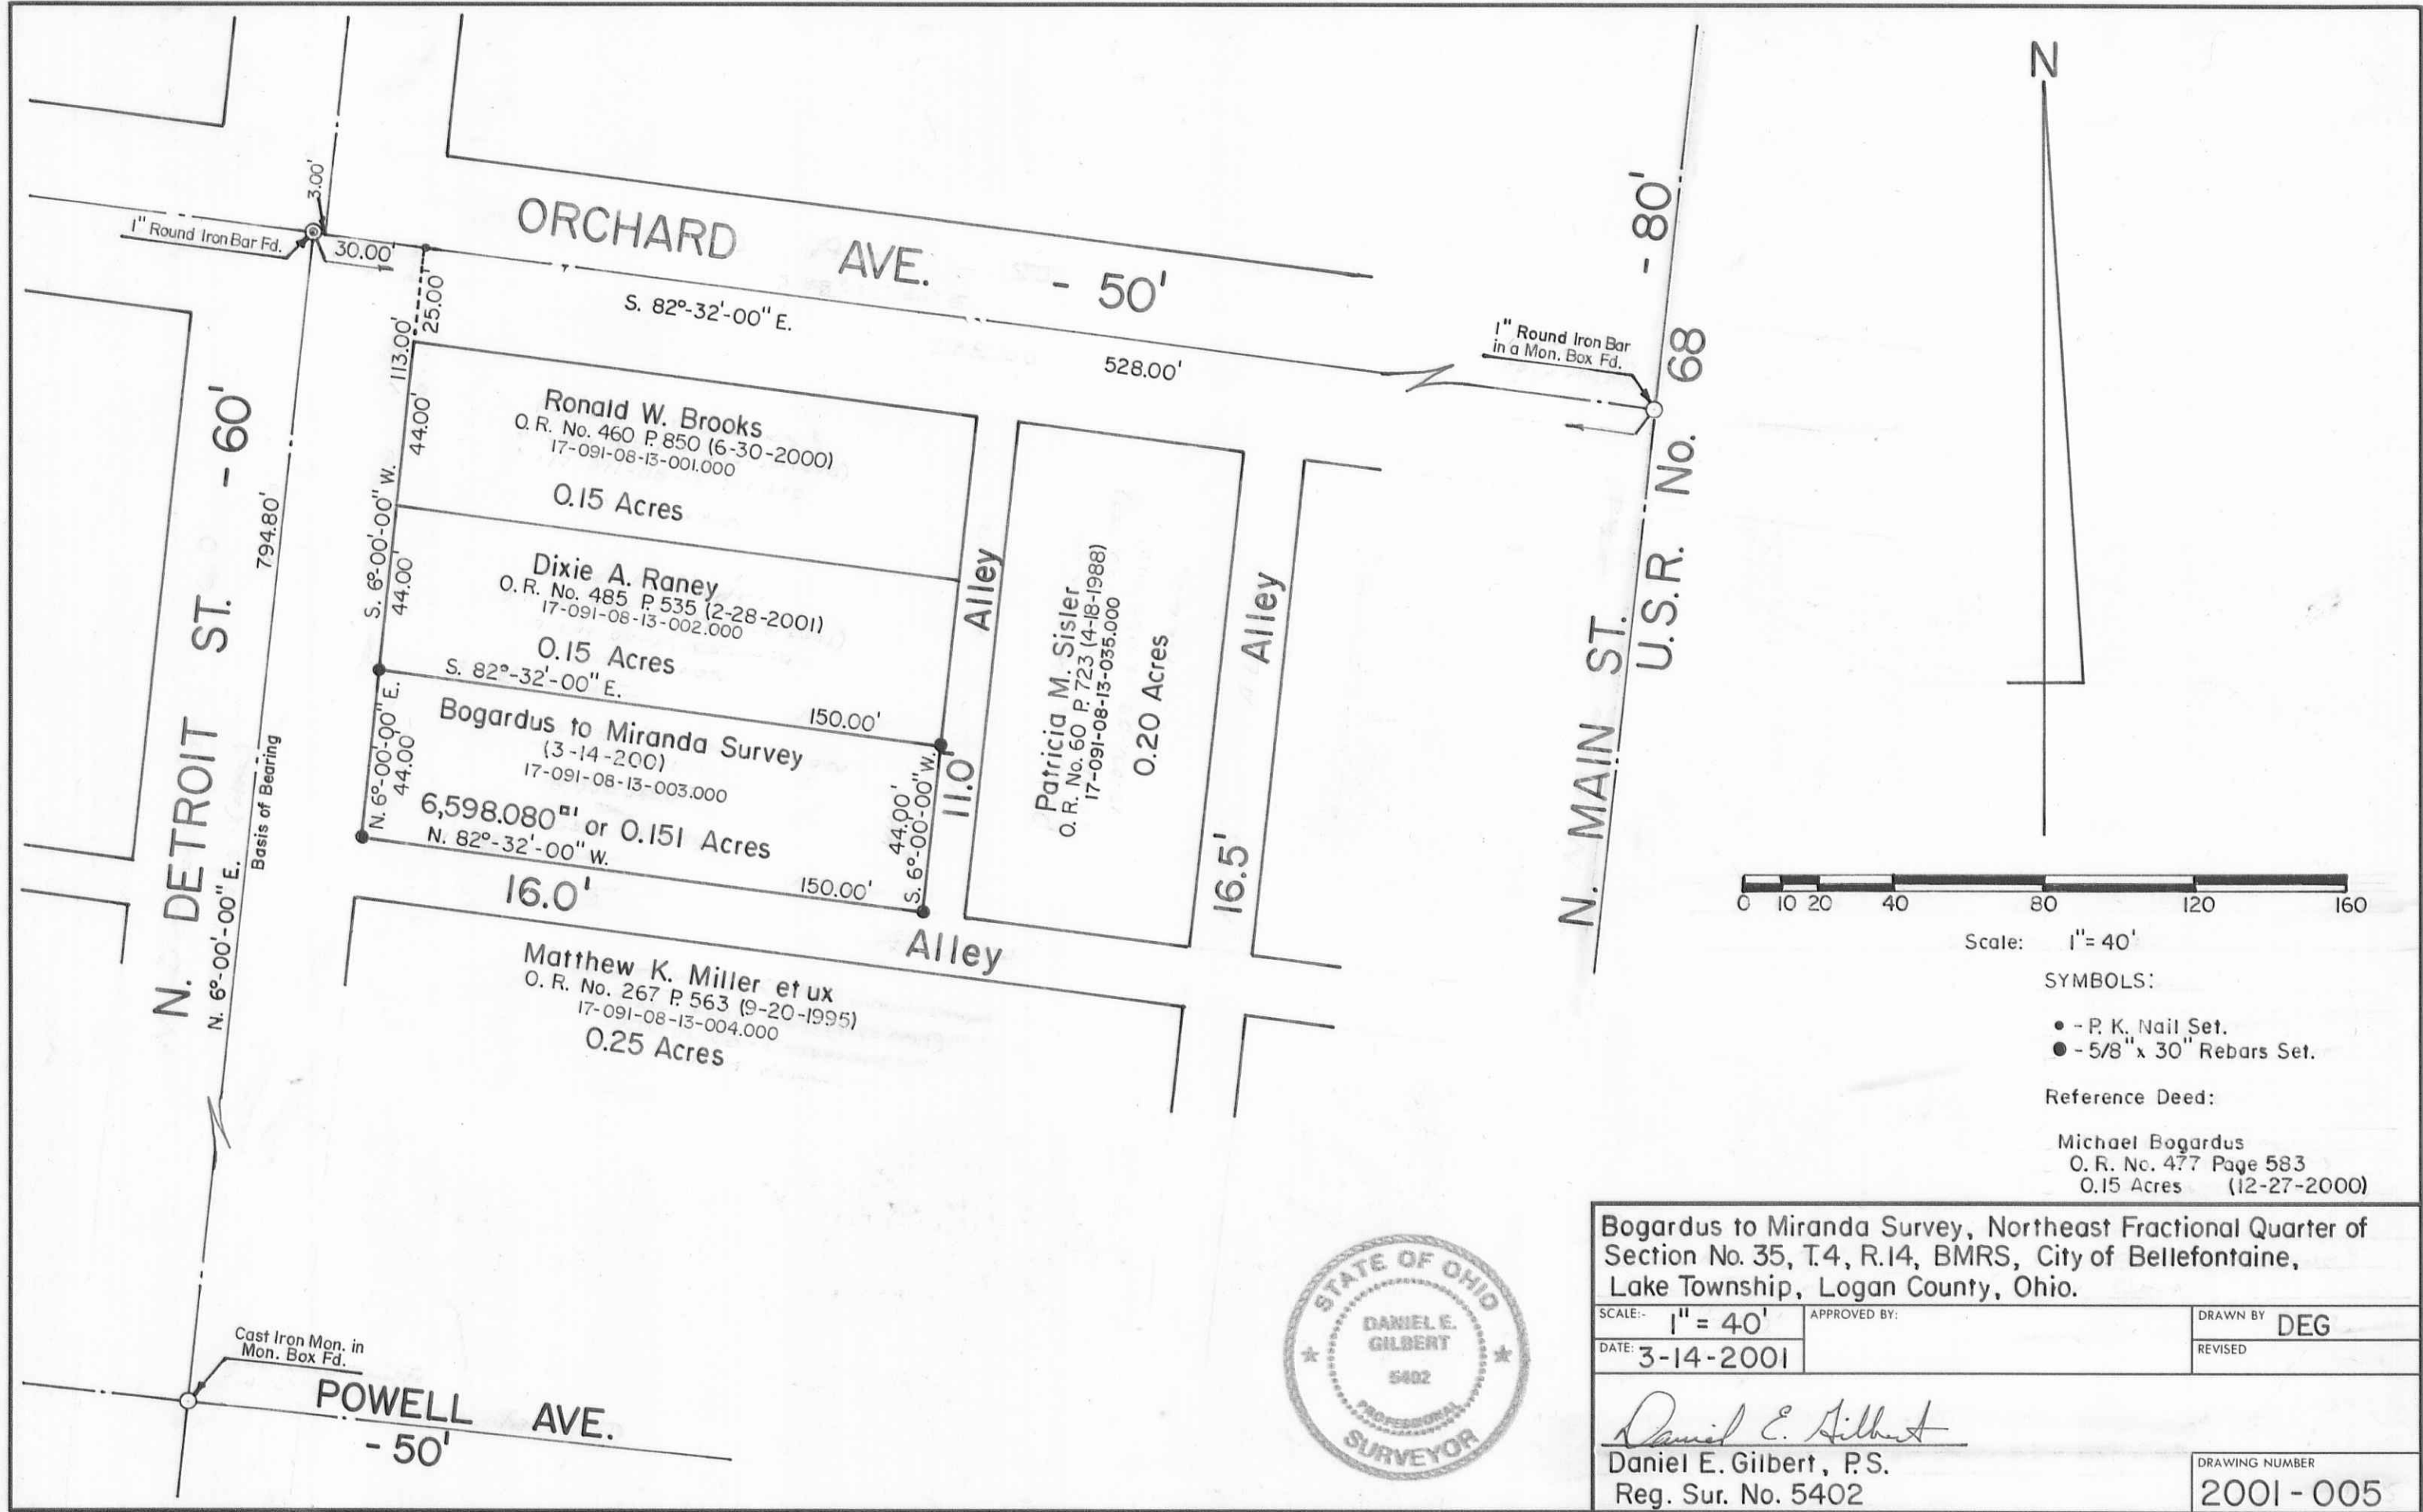 N
3.00'
1" Round Iron Bar Fd.
30.00'
ORCHARD AVE. - 50'
25.00'
113.00'
S. 82°-32'-00" E.
528.00'
1" Round Iron Bar
in a Mon. Box Fd.
- 80'
N. MAIN ST.
U.S.R. No. 68
N. DETROIT ST. - 60'
794.80'
N. 6°-00'-00" E.
Basis of Bearing
44.00'
S. 6°-00'-00" W.
44.00'
Ronald W. Brooks
O. R. No. 460 P. 850 (6-30-2000)
17-091-08-13-001.000
0.15 Acres
Dixie A. Raney
O. R. No. 485 P. 535 (2-28-2001)
17-091-08-13-002.000
0.15 Acres
S. 82°-32'-00" E.
150.00'
N. 6°-00'-00" E.
44.00'
Bogardus to Miranda Survey
(3-14-200)
17-091-08-13-003.000
6,598.080 □' or 0.151 Acres
N. 82°-32'-00" W.
150.00'
44.00'
S. 6°-00'-00" W.
Alley
11.0'
Patricia M. Sisler
O. R. No. 60 P. 723 (4-18-1988)
17-091-08-13-035.000
0.20 Acres
Alley
16.5'
16.0'
Alley
Matthew K. Miller et ux
O. R. No. 267 P. 563 (9-20-1995)
17-091-08-13-004.000
0.25 Acres
Cast Iron Mon. in
Mon. Box Fd.
POWELL AVE.
- 50'
0 10 20 40 80 120 160
Scale: 1"= 40'
SYMBOLS:
• - P. K. Nail Set.
● - 5/8" x 30" Rebars Set.
Reference Deed:
Michael Bogardus
O. R. No. 477 Page 583
0.15 Acres (12-27-2000)
STATE OF OHIO
DANIEL E.
GILBERT
5402
PROFESSIONAL
SURVEYOR
Bogardus to Miranda Survey, Northeast Fractional Quarter of
Section No. 35, T.4, R.14, BMRS, City of Bellefontaine,
Lake Township, Logan County, Ohio.
SCALE:- 1" = 40'
APPROVED BY:
DRAWN BY DEG
DATE: 3-14-2001
REVISED
Daniel E. Gilbert
Daniel E. Gilbert, P.S.
Reg. Sur. No. 5402
DRAWING NUMBER
2001 - 005